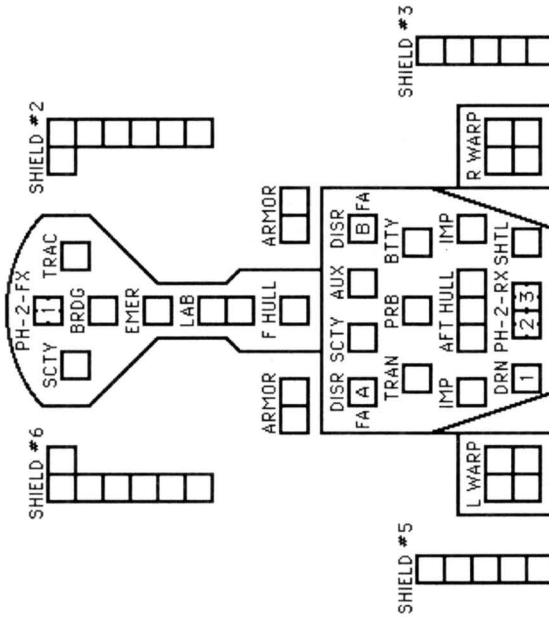 PH-2-FX
SHIELD #6
SHIELD #2
SCTY
1
TRAC
BRDG
EMER
LAB
F HULL
ARMOR
ARMOR
DISR
SCTY
AUX
DISR
FA
A
B
FA
TRAN
PRB
BTTY
SHIELD #5
SHIELD #3
IMP
AFT HULL
IMP
L WARP
R WARP
DRN
PH-2-RX
SHTL
1
2 3